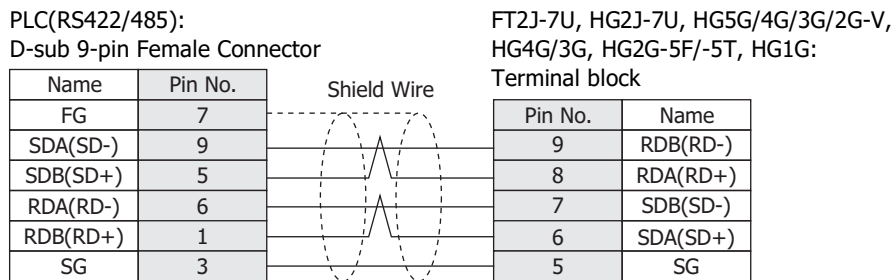 PLC(RS422/485):
D-sub 9-pin Female Connector
Name Pin No.
FG 7
SDA(SD-) 9
SDB(SD+) 5
RDA(RD-) 6
RDB(RD+) 1
SG 3
Shield Wire
FT2J-7U, HG2J-7U, HG5G/4G/3G/2G-V,
HG4G/3G, HG2G-5F/-5T, HG1G:
Terminal block
Pin No. Name
9 RDB(RD-)
8 RDA(RD+)
7 SDB(SD-)
6 SDA(SD+)
5 SG